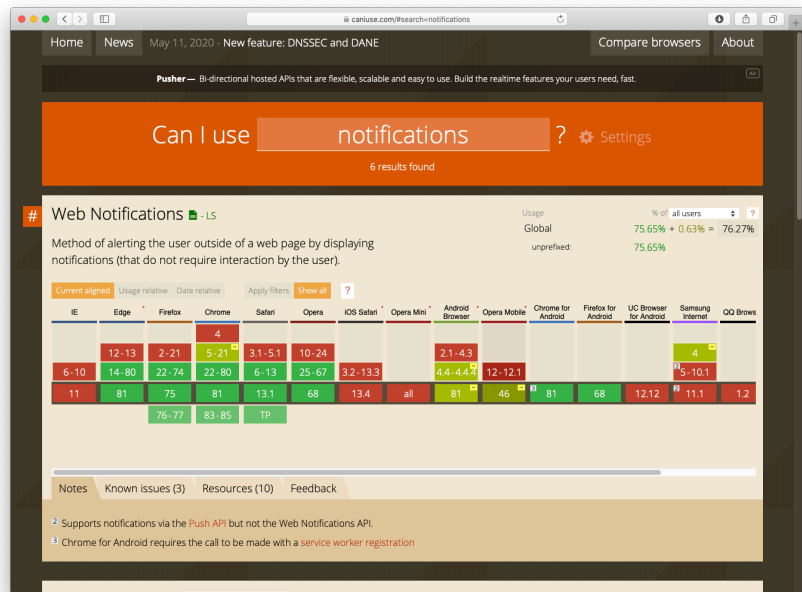 caniuse.com/#search=notifications
Home News May 11, 2020 - New feature: DNSSEC and DANE Compare browsers About
Pusher — Bi-directional hosted APIs that are flexible, scalable and easy to use. Build the realtime features your users need, fast.
AD
Can I use notifications ? Settings
6 results found
# Web Notifications - LS
Usage % of all users ?
Global 75.65% + 0.63% = 76.27%
unprefixed: 75.65%
Method of alerting the user outside of a web page by displaying
notifications (that do not require interaction by the user).
Current aligned Usage relative Date relative Apply filters Show all ?
IE Edge * Firefox Chrome Safari Opera iOS Safari * Opera Mini * Android Browser * Opera Mobile * Chrome for Android Firefox for Android UC Browser for Android Samsung Internet QQ Brows
4
12-13 2-21 5-21 3.1-5.1 10-24 2.1-4.3 4
6-10 14-80 22-74 22-80 6-13 25-67 3.2-13.3 4.4-4.4.4 12-12.1 2 5-10.1
11 81 75 81 13.1 68 13.4 all 81 46 3 81 68 12.12 2 11.1 1.2
76-77 83-85 TP
Notes Known issues (3) Resources (10) Feedback
2 Supports notifications via the Push API but not the Web Notifications API.
3 Chrome for Android requires the call to be made with a service worker registration